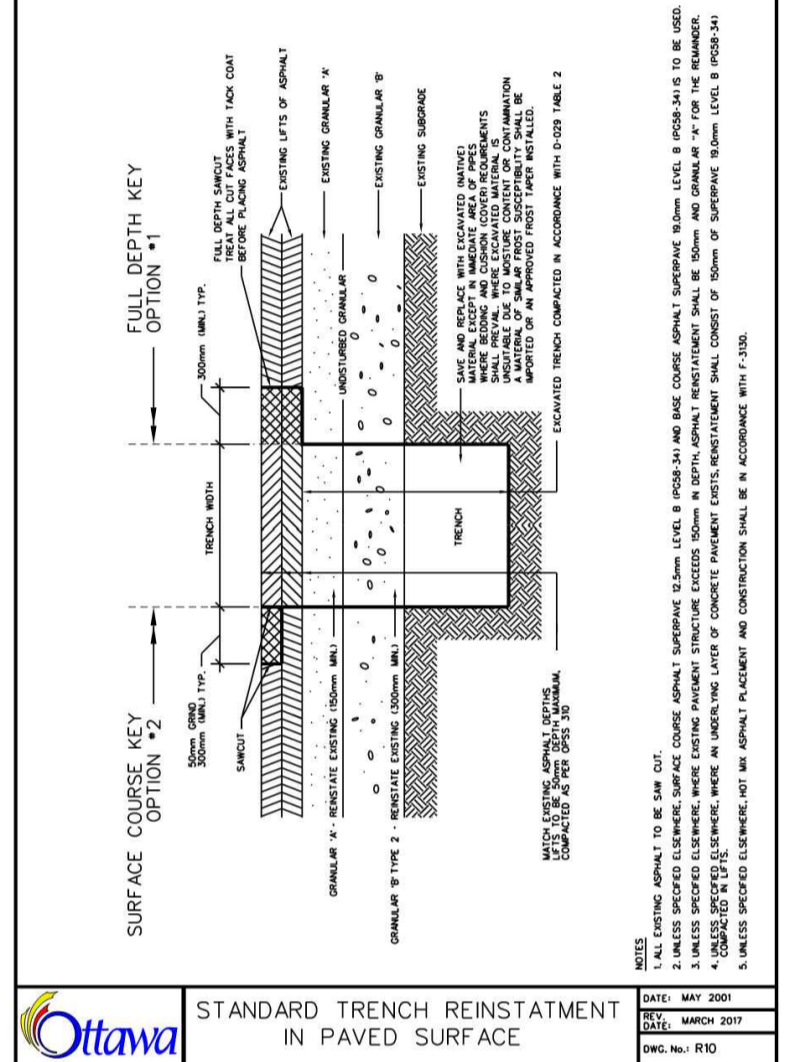 SURFACE COURSE KEY
OPTION *2
FULL DEPTH KEY
OPTION *1
50mm GRIND
300mm (MIN.) TYP.
TRENCH WIDTH
300mm (MIN.) TYP.
FULL DEPTH SAWCUT
TREAT ALL CUT FACES WITH TACK COAT
BEFORE PLACING ASPHALT
SAWCUT
EXISTING LIFTS OF ASPHALT
EXISTING GRANULAR 'A'
UNDISTURBED GRANULAR
EXISTING GRANULAR 'B'
EXISTING SUBGRADE
GRANULAR 'A' - REINSTATE EXISTING (150mm MIN.)
GRANULAR 'B' TYPE 2 - REINSTATE EXISTING (300mm MIN.)
TRENCH
SAVE AND REPLACE WITH EXCAVATED (NATIVE)
MATERIAL EXCEPT IN IMMEDIATE AREA OF PIPES
WHERE BEDDING AND CUSHION (COVER) REQUIREMENTS
SHALL PREVAIL. WHERE EXCAVATED MATERIAL IS
UNSUITABLE DUE TO MOISTURE CONTENT OR CONTAMINATION
A MATERIAL OF SIMILAR FROST SUSCEPTIBILITY SHALL BE
IMPORTED OR AN APPROVED FROST TAPER INSTALLED.
EXCAVATED TRENCH COMPACTED IN ACCORDANCE WITH D-029 TABLE 2
MATCH EXISTING ASPHALT DEPTHS
LIFTS TO BE 50mm DEPTH MAXIMUM,
COMPACTED AS PER OPSS 310
NOTES
1. ALL EXISTING ASPHALT TO BE SAW CUT.
2. UNLESS SPECIFIED ELSEWHERE, SURFACE COURSE ASPHALT SUPERPAVE 12.5mm LEVEL B (PG58-34) AND BASE COURSE ASPHALT SUPERPAVE 19.0mm LEVEL B (PG58-34) IS TO BE USED.
3. UNLESS SPECIFIED ELSEWHERE, WHERE EXISTING PAVEMENT STRUCTURE EXCEEDS 150mm IN DEPTH, ASPHALT REINSTATEMENT SHALL BE 150mm AND GRANULAR "A" FOR THE REMAINDER.
4. UNLESS SPECIFIED ELSEWHERE, WHERE AN UNDERLYING LAYER OF CONCRETE PAVEMENT EXISTS, REINSTATEMENT SHALL CONSIST OF 150mm OF SUPERPAVE 19.0mm LEVEL B (PG58-34)
COMPACTED IN LIFTS.
5. UNLESS SPECIFIED ELSEWHERE, HOT MIX ASPHALT PLACEMENT AND CONSTRUCTION SHALL BE IN ACCORDANCE WITH F-3130.
Ottawa
STANDARD TRENCH REINSTATMENT
IN PAVED SURFACE
DATE: MAY 2001
REV.
DATE: MARCH 2017
DWG. No.: R10